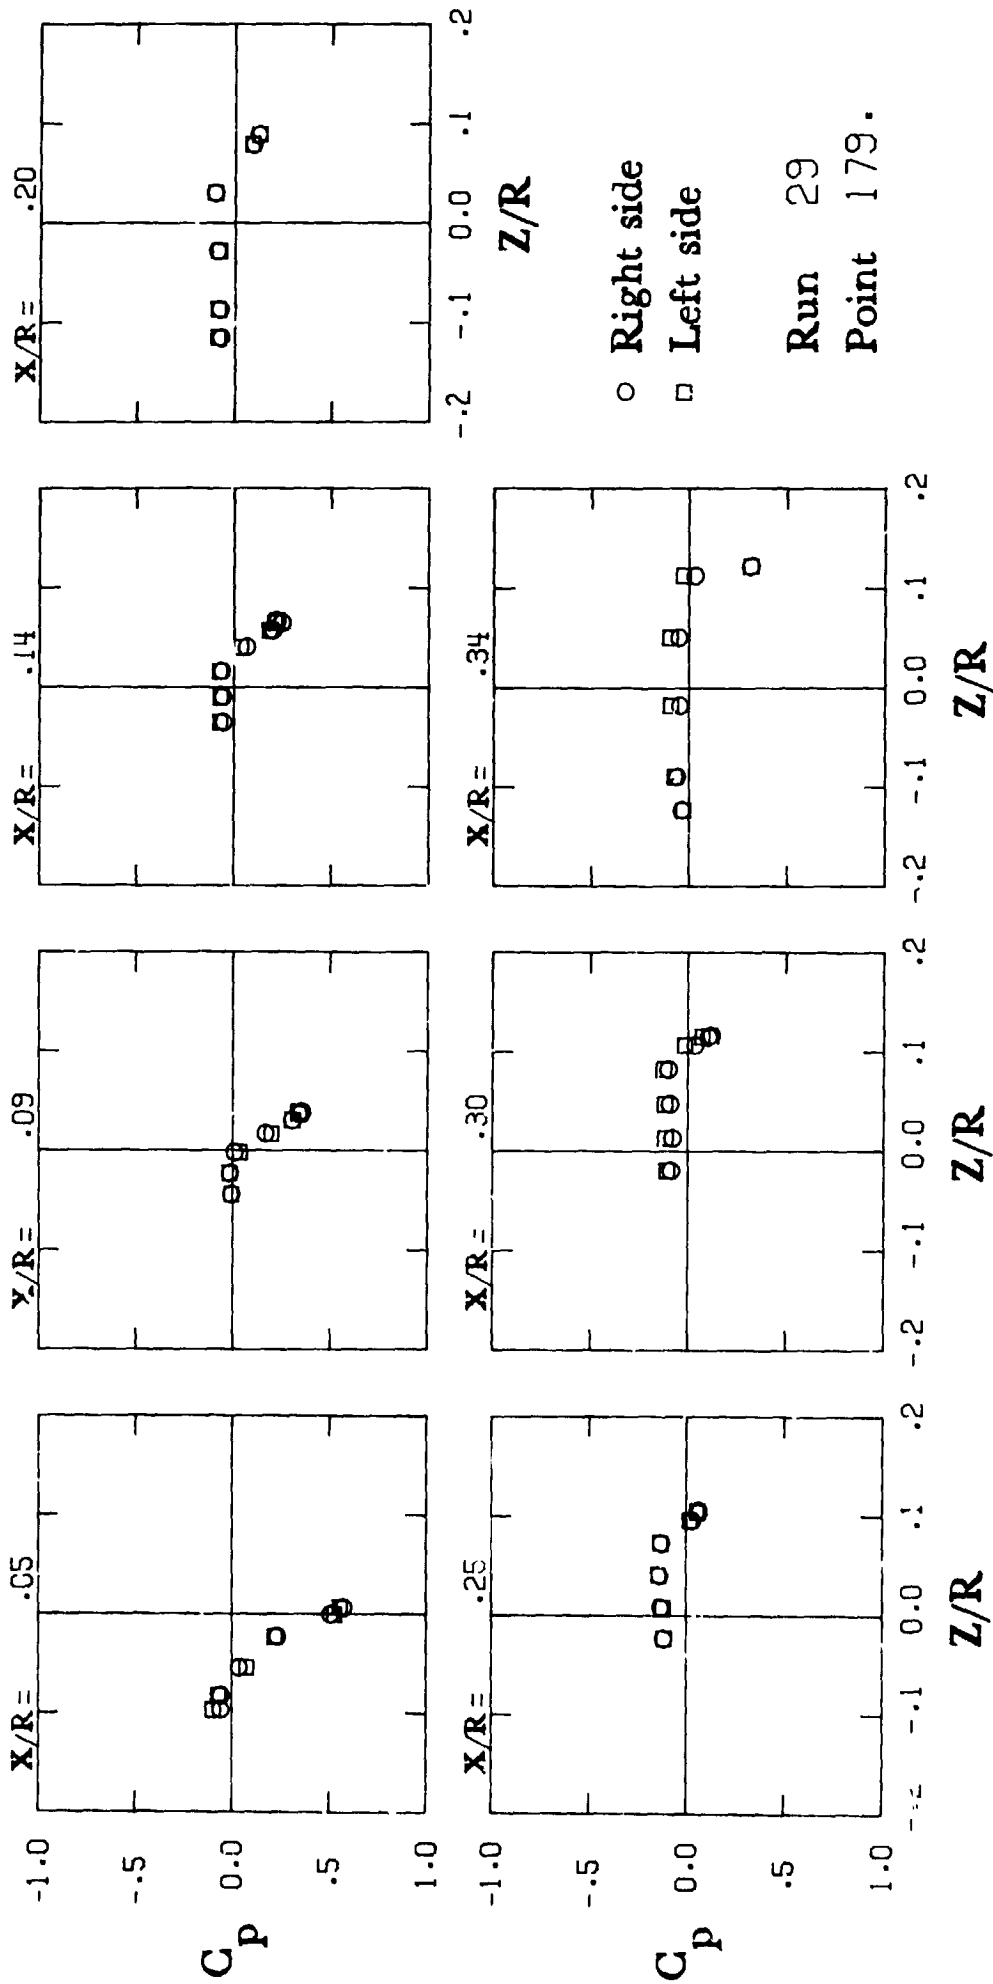 X/R= .05
X/R= .09
X/R= .14
X/R= .20
-1.0
-.5
0.0
.5
1.0
C p
-.2 -.1 0.0 .1 .2
Z/R
X/R= .25
X/R= .30
X/R= .34
-1.0
-.5
0.0
.5
1.0
C p
-.2 -.1 0.0 .1 .2
Z/R
-.2 -.1 0.0 .1 .2
Z/R
-.2 -.1 0.0 .1 .2
Z/R
Right side
Left side
Run 29
Point 179.